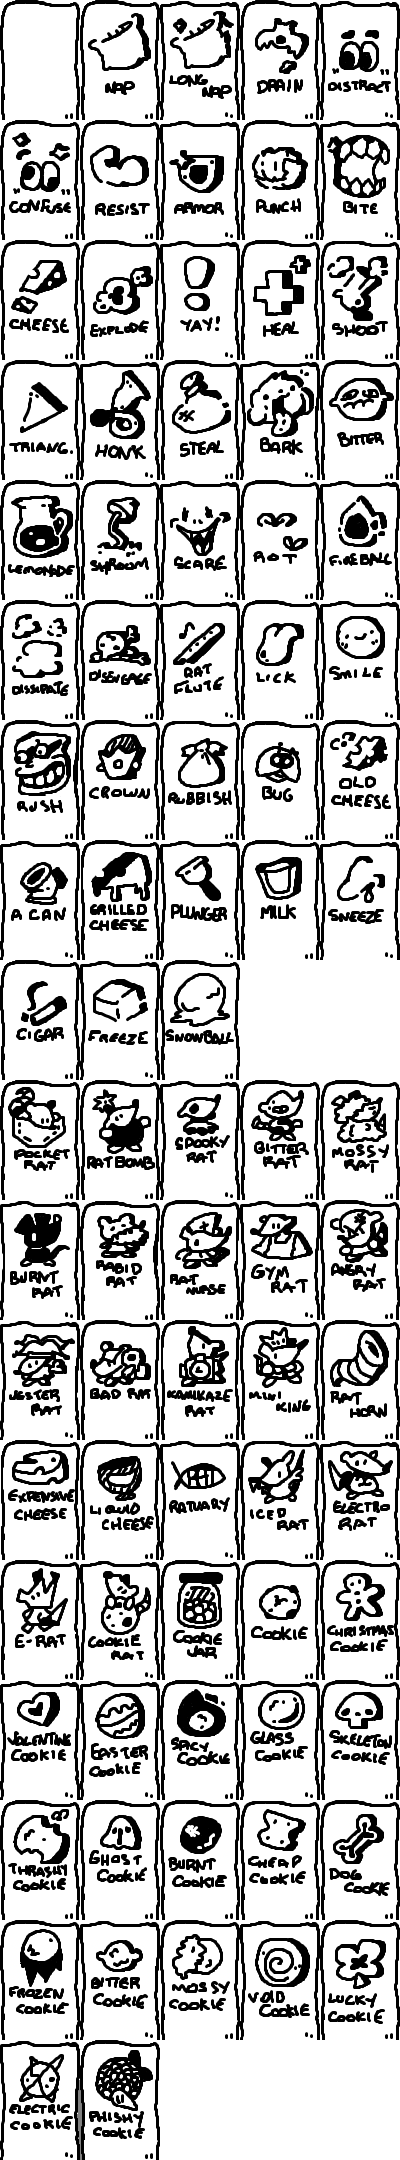 NAP
LONG
NAP
DRAIN
DISTRACT
CONFUSE
RESIST
ARMOR
PUNCH
BITE
CHEESE
EXPLODE
YAY!
HEAL
SHOOT
TRIANG.
HONK
STEAL
BARK
BITTER
LEMONADE
SHROOM
SCARE
ROT
FIREBALL
DISSIPATE
DISENGAGE
RAT
FLUTE
LICK
SMILE
RUSH
CROWN
RUBBISH
BUG
OLD
CHEESE
A CAN
GRILLED
CHEESE
PLUNGER
MILK
SNEEZE
CIGAR
FREEZE
SNOWBALL
POCKET
RAT
RAT BOMB
SPOOKY
RAT
BITTER
RAT
MOSSY
RAT
BURNT
RAT
RABID
RAT
RAT
NURSE
GYM
RAT
ANGRY
RAT
JESTER
RAT
BAD RAT
KAMIKAZE
RAT
MINI
KING
RAT
HORN
EXPENSIVE
CHEESE
LIQUID
CHEESE
RATUARY
ICED
RAT
ELECTRO
RAT
E-RAT
COOKIE
RAT
COOKIE
JAR
COOKIE
CHRISTMAS
COOKIE
VALENTINE
COOKIE
EASTER
COOKIE
SPICY
COOKIE
GLASS
COOKIE
SKELETON
COOKIE
THRASHY
COOKIE
GHOST
COOKIE
BURNT
COOKIE
CHEAP
COOKIE
DOG
COOKIE
FROZEN
COOKIE
BITTER
COOKIE
MOSSY
COOKIE
VOID
COOKIE
LUCKY
COOKIE
ELECTRIC
COOKIE
PHISHY
COOKIE